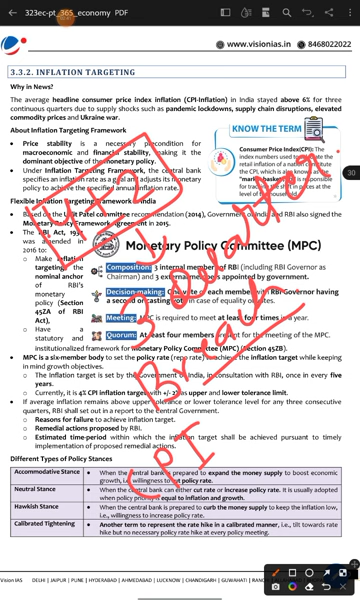 323ec-pt_365_economy PDF
www.visionias.in
8468022022
3.3.2. INFLATION TARGETING
Why in News?
The average headline consumer price index inflation (CPI-Inflation) in India stayed above 6% for three
continuous quarters due to supply shocks such as pandemic lockdowns, supply chain disruptions, elevated
commodity prices and Ukraine war.
About Inflation Targeting Framework
• Price stability is a necessary precondition for
macroeconomic and financial stability, making it the
dominant objective of the monetary policy.
• Under Inflation Targeting Framework, the central bank
specifies an inflation rate as a goal and adjusts its monetary
policy to achieve the specified annual inflation rate.
KNOW THE TERM
Consumer Price Index(CPI):
index numbers used to
retail inflation of a nation constitute
the CPI, which is also known as
"market basket"
for tracking the
30
Flexible Inflation Targeting Framework in India
• Based on the Urjit Patel committee recommendation (2014), Government of India and RBI also signed the
Monetary Policy Framework Agreement in 2015.
• The RBI Act, 1934
was amended in
2016 to:
o Make inflation
targeting the
nominal anchor
of RBI's
monetary
policy (Section
45ZA of RBI
Act),
o Have a
statutory and
institutionalized framework for Monetary Policy Committee (MPC) (Section 45ZB).
Monetary Policy Committee (MPC)
Composition: 3 internal member of RBI (including RBI Governor as
Chairman) and 3 external members appointed by government.
Decision-making: One vote of each member with RBI Governor having
a second or casting vote in case of equality of votes.
Meeting: MPC is required to meet at least four times in a year.
Quorum: At least four members are must for the meeting of the MPC.
• MPC is a six-member body to set the policy rate (repo rate) to achieve the inflation target while keeping
in mind growth objectives.
o The inflation target is set by the Government of India, in consultation with RBI, once in every five
years.
o Currently, it is 4% CPI inflation target with +/- 2% as upper and lower tolerance limit.
• If average inflation remains above upper tolerance or lower tolerance level for any three consecutive
quarters, RBI shall set out in a report to the Central Government.
o Reasons for failure to achieve inflation target.
o Remedial actions proposed by RBI.
o Estimated time-period within which the inflation target shall be achieved pursuant to timely
implementation of proposed remedial actions.
Different Types of Policy Stances
Accommodative Stance • When the central bank is prepared to expand the money supply to boost economic
growth, i.e., willingness to cut policy rate.
Neutral Stance • When the central bank can either cut rate or increase policy rate. It is usually adopted
when policy priority is equal to inflation and growth.
Hawkish Stance • When the central bank is prepared to curb the money supply to keep the inflation low,
i.e., willingness to increase policy rate.
Calibrated Tightening • Another term to represent the rate hike in a calibrated manner, i.e., tilt towards rate
hike but no necessary policy rate hike at every policy meeting.
Breach
CPI
Vision IAS DELHI | JAIPUR | PUNE | HYDERABAD | AHMEDABAD | LUCKNOW | CHANDIGARH | GUWAHATI